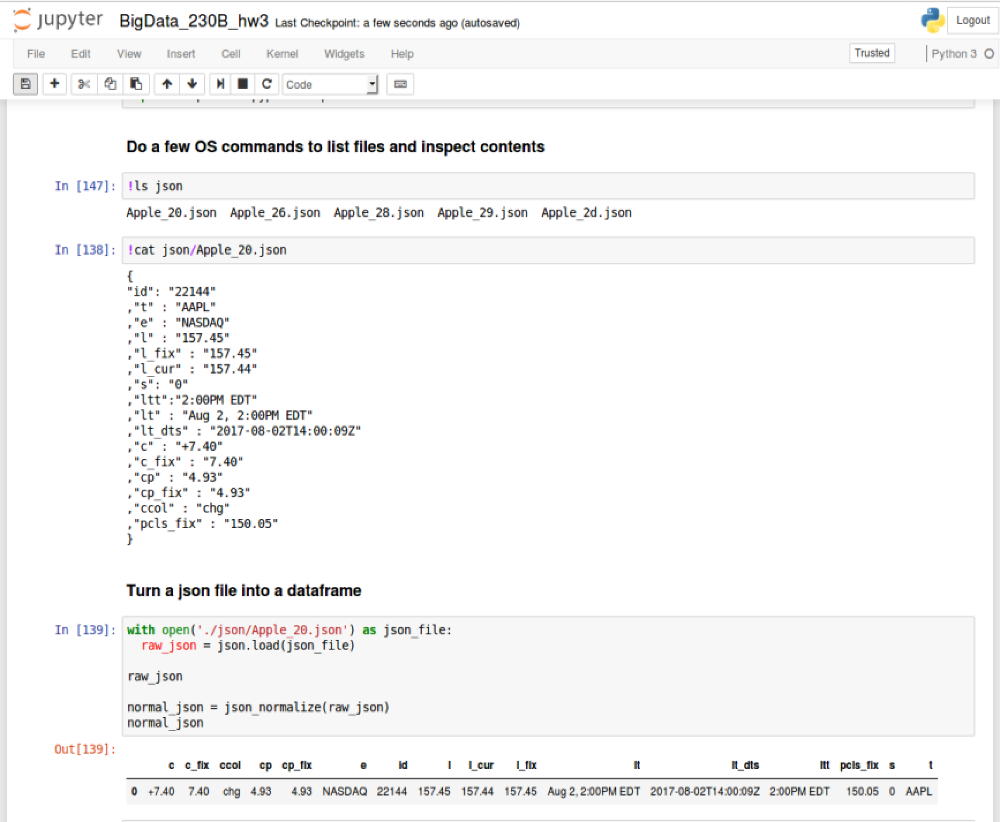 jupyter BigData_230B_hw3 Last Checkpoint: a few seconds ago (autosaved) Logout
File Edit View Insert Cell Kernel Widgets Help Trusted Python 3
Code
Do a few OS commands to list files and inspect contents
In [147]: !ls json
Apple_20.json Apple_26.json Apple_28.json Apple_29.json Apple_2d.json
In [138]: !cat json/Apple_20.json
{
"id": "22144"
,"t" : "AAPL"
,"e" : "NASDAQ"
,"l" : "157.45"
,"l_fix" : "157.45"
,"l_cur" : "157.44"
,"s": "0"
,"ltt":"2:00PM EDT"
,"lt" : "Aug 2, 2:00PM EDT"
,"lt_dts" : "2017-08-02T14:00:09Z"
,"c" : "+7.40"
,"c_fix" : "7.40"
,"cp" : "4.93"
,"cp_fix" : "4.93"
,"ccol" : "chg"
,"pcls_fix" : "150.05"
}
Turn a json file into a dataframe
In [139]: with open('./json/Apple_20.json') as json_file:
raw_json = json.load(json_file)
raw_json
normal_json = json_normalize(raw_json)
normal_json
Out[139]:
c c_fix ccol cp cp_fix e id l l_cur l_fix lt lt_dts ltt pcls_fix s t
0 +7.40 7.40 chg 4.93 4.93 NASDAQ 22144 157.45 157.44 157.45 Aug 2, 2:00PM EDT 2017-08-02T14:00:09Z 2:00PM EDT 150.05 0 AAPL